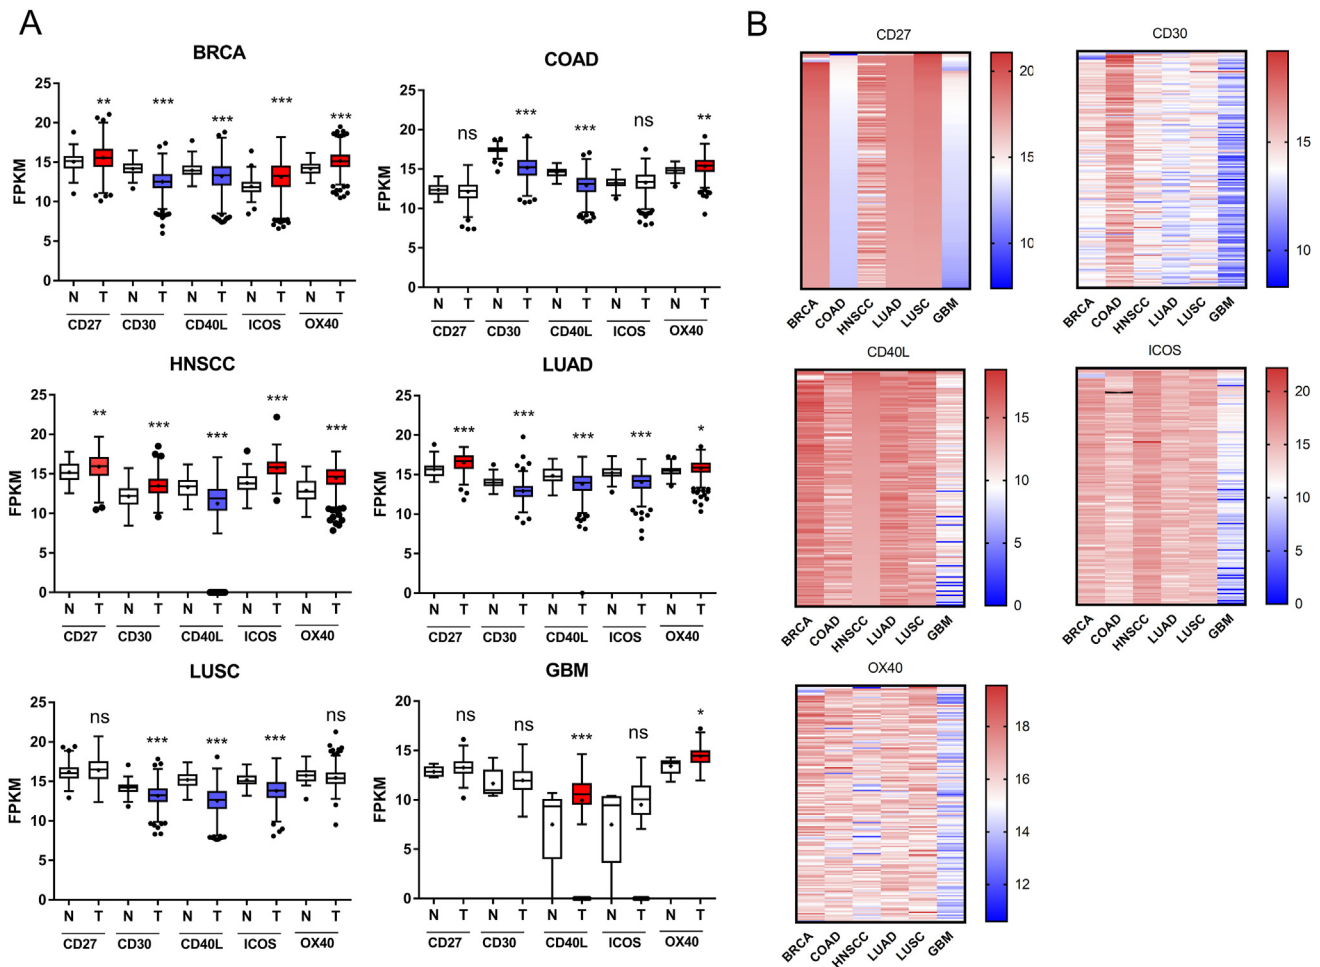 A
B
BRCA
25
20
15
10
5
0
FPKM
** *** *** *** ***
N T N T N T N T N T
CD27 CD30 CD40L ICOS OX40
COAD
25
20
15
10
5
0
FPKM
ns *** *** ns **
N T N T N T N T N T
CD27 CD30 CD40L ICOS OX40
HNSCC
25
20
15
10
5
0
FPKM
** *** *** *** ***
N T N T N T N T N T
CD27 CD30 CD40L ICOS OX40
LUAD
25
20
15
10
5
0
FPKM
*** *** *** *** *
N T N T N T N T N T
CD27 CD30 CD40L ICOS OX40
LUSC
25
20
15
10
5
0
FPKM
ns *** *** *** ns
N T N T N T N T N T
CD27 CD30 CD40L ICOS OX40
GBM
20
15
10
5
0
FPKM
ns ns *** ns *
N T N T N T N T N T
CD27 CD30 CD40L ICOS OX40
CD27
20
15
10
BRCA COAD HNSCC LUAD LUSC GBM
CD30
15
10
BRCA COAD HNSCC LUAD LUSC GBM
CD40L
15
10
5
0
BRCA COAD HNSCC LUAD LUSC GBM
ICOS
20
15
10
5
0
BRCA COAD HNSCC LUAD LUSC GBM
OX40
18
16
14
12
BRCA COAD HNSCC LUAD LUSC GBM